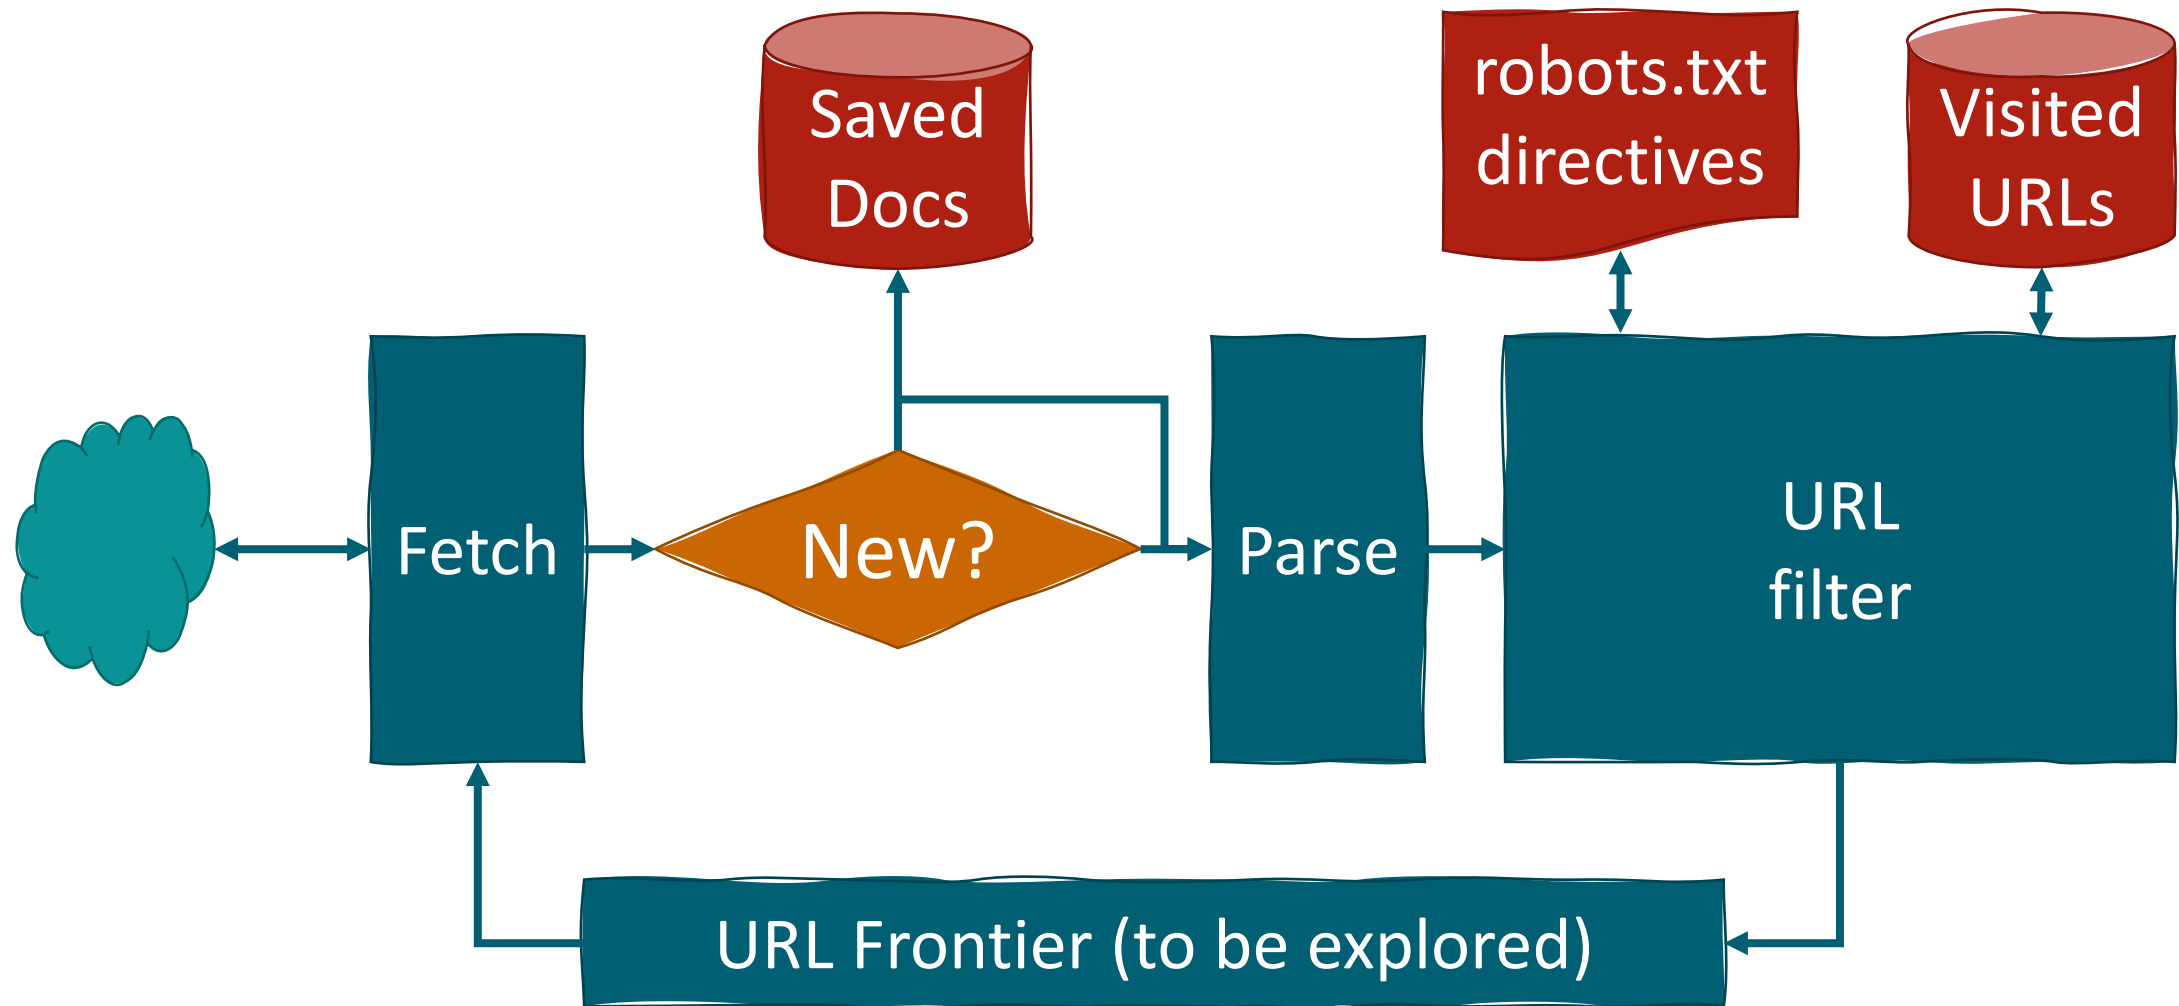 Saved
Docs
robots.txt
directives
Visited
URLs
Fetch
New?
Parse
URL
filter
URL Frontier (to be explored)